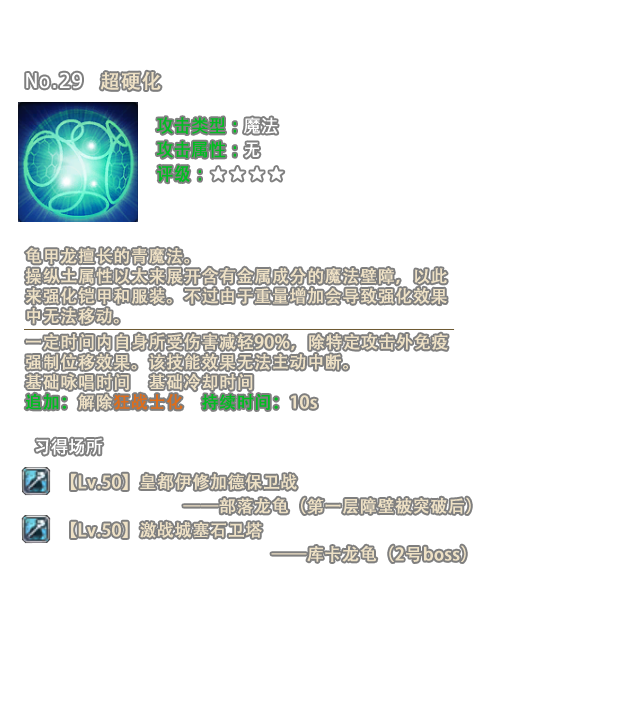 No.29 超硬化
攻击类型：魔法
攻击属性：无
评级：☆☆☆☆
龟甲龙擅长的青魔法。
操纵土属性以太来展开含有金属成分的魔法壁障，以此
来强化铠甲和服装。不过由于重量增加会导致强化效果
中无法移动。
一定时间内自身所受伤害减轻90%，除特定攻击外免疫
强制位移效果。该技能效果无法主动中断。
基础咏唱时间 基础冷却时间
追加：解除狂战士化 持续时间：10s
习得场所
【Lv.50】皇都伊修加德保卫战
——部落龙龟（第一层障壁被突破后）
【Lv.50】激战城塞石卫塔
——库卡龙龟（2号boss）